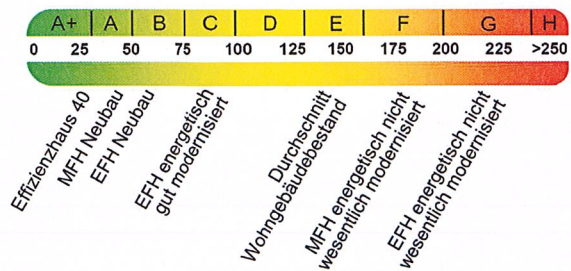 A+ A B C D E F G H
0 25 50 75 100 125 150 175 200 225 >250
Effizienzhaus 40
MFH Neubau
EFH Neubau
EFH energetisch
gut modernisiert
Durchschnitt
Wohngebäudebestand
MFH energetisch nicht
wesentlich modernisiert
EFH energetisch nicht
wesentlich modernisiert